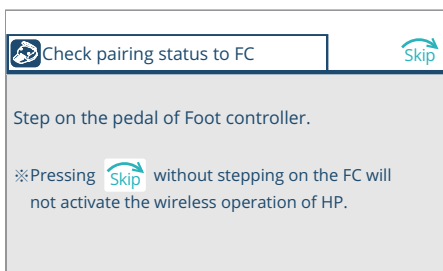 Check pairing status to FC
Skip
Step on the pedal of Foot controller.
※Pressing Skip without stepping on the FC will
not activate the wireless operation of HP.